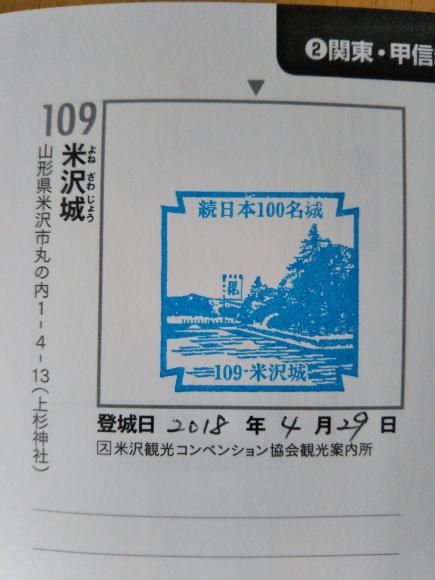 ❷関東・甲信
109
米沢城
よねざわじょう
山形県米沢市丸の内1-4-13(上杉神社)
続日本100名城
毘
109-米沢城
登城日 2018 年 4 月 29 日
ス米沢観光コンベンション協会観光案内所